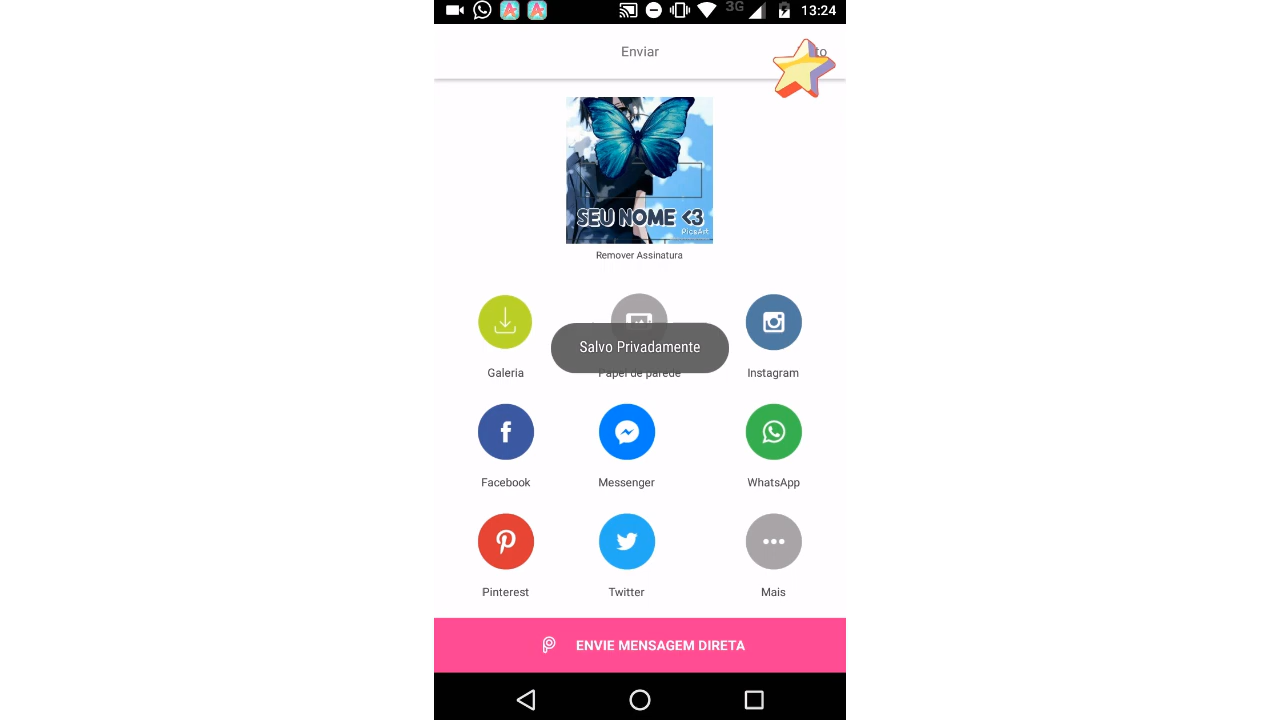 3G
13:24
Enviar
SEU NOME <3
PicsArt
Remover Assinatura
Salvo Privadamente
Galeria
Papel de parede
Instagram
Facebook
Messenger
WhatsApp
Pinterest
Twitter
Mais
ENVIE MENSAGEM DIRETA